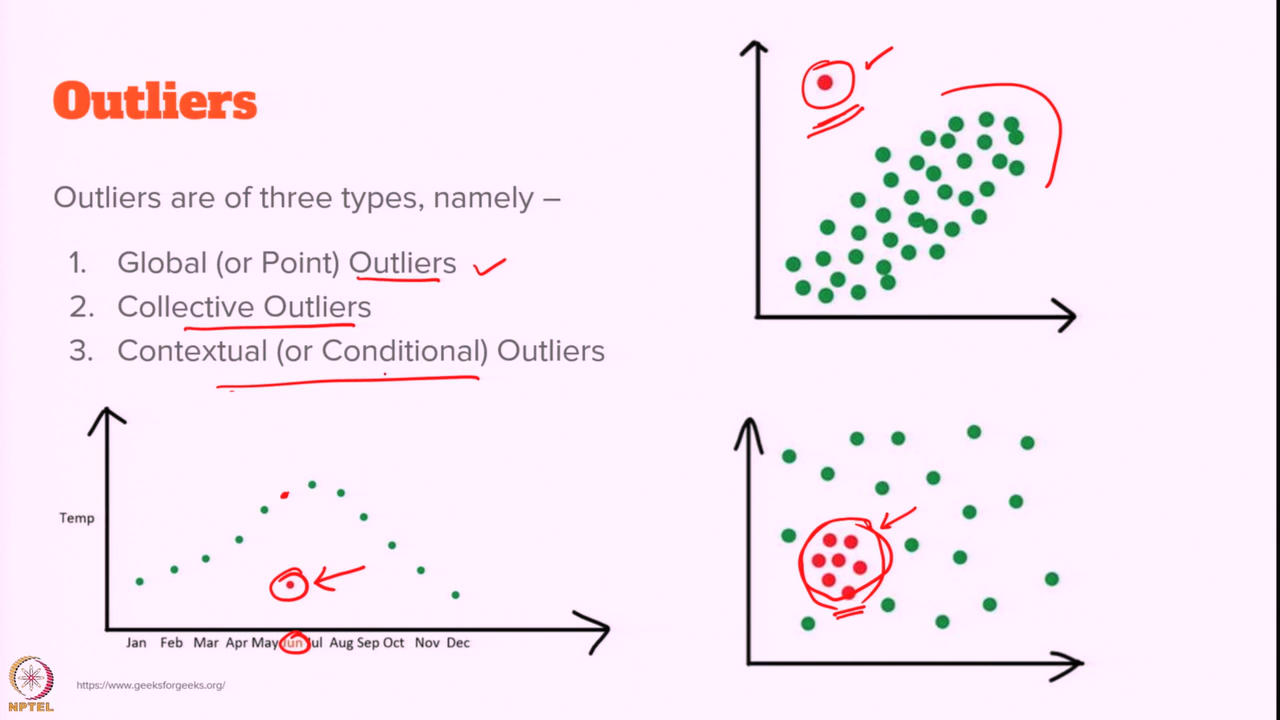 Outliers
Outliers are of three types, namely –
1. Global (or Point) Outliers
2. Collective Outliers
3. Contextual (or Conditional) Outliers
Temp
Jan Feb Mar Apr May Jun Jul Aug Sep Oct Nov Dec
https://www.geeksforgeeks.org/
NPTEL